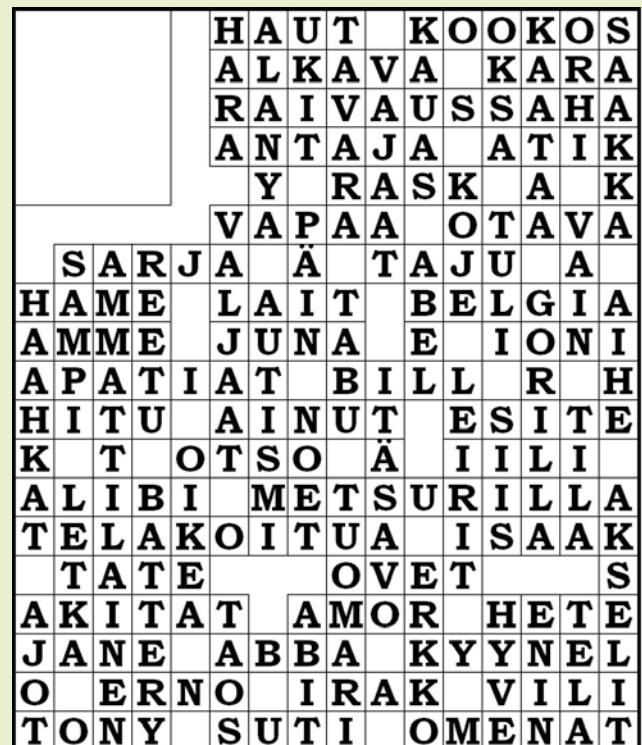 HAUT KOOKOS
ALKAVA KARA
RAIVAUSSAHA
ANTAJA ATIK
Y RASK A K
VAPAA OTAVA
SARJA Ä TAJU A
HAME LAIT BELGIA
AMME JUNA E IONI
APATIAT BILL R H
HITU AINUT ESITE
K T OTSO Ä IILI
ALIBI METSURILLA
TELAKOITUA ISAAK
TATE OVET S
AKITAT AMOR HETE
JANE ABBA KYYNEL
O ERNO IRAK VILI
TONY SUTI OMENAT